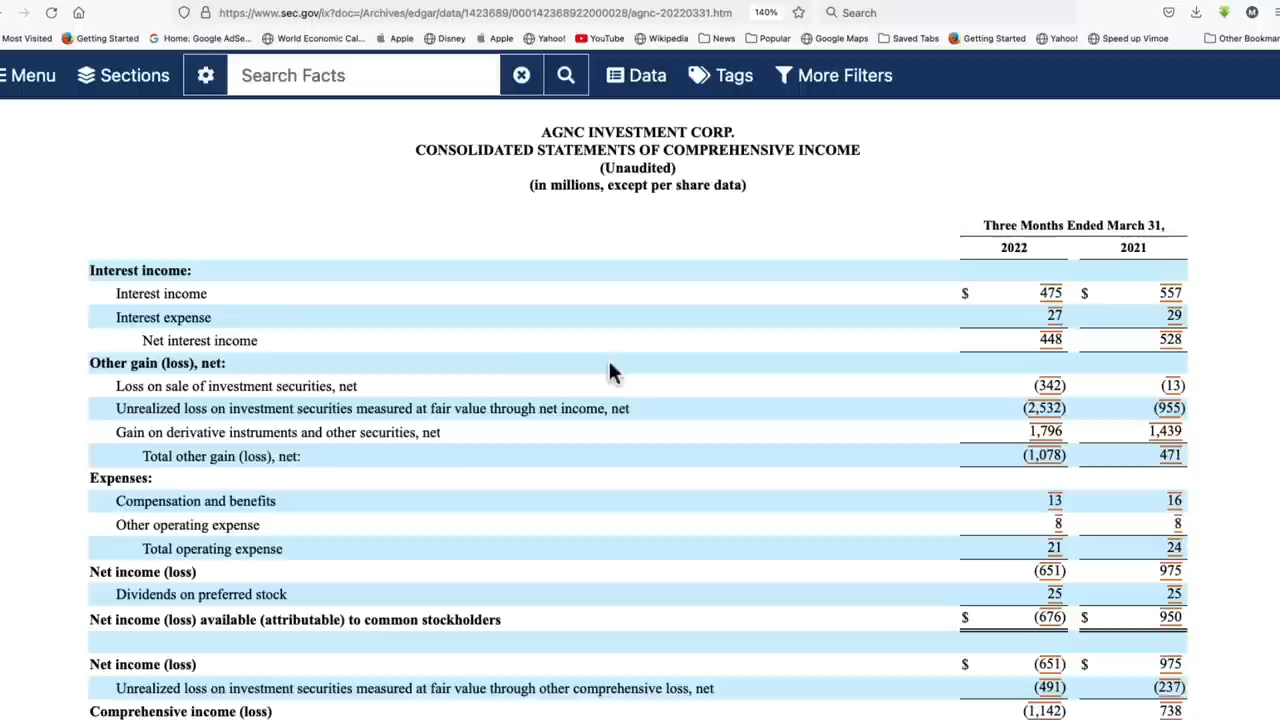 https://www.sec.gov/ix?doc=/Archives/edgar/data/1423689/000142368922000028/agnc-20220331.htm 140% Search
Most Visited Getting Started Home: Google AdSe... World Economic Cal... Apple Disney Apple Yahoo! YouTube Wikipedia News Popular Google Maps Saved Tabs Getting Started Yahoo! Speed up Vimoe Other Bookmar
Menu Sections Search Facts Data Tags More Filters
AGNC INVESTMENT CORP.
CONSOLIDATED STATEMENTS OF COMPREHENSIVE INCOME
(Unaudited)
(in millions, except per share data)
Three Months Ended March 31,
2022 2021
Interest income:
Interest income $ 475 $ 557
Interest expense 27 29
Net interest income 448 528
Other gain (loss), net:
Loss on sale of investment securities, net (342) (13)
Unrealized loss on investment securities measured at fair value through net income, net (2,532) (955)
Gain on derivative instruments and other securities, net 1,796 1,439
Total other gain (loss), net: (1,078) 471
Expenses:
Compensation and benefits 13 16
Other operating expense 8 8
Total operating expense 21 24
Net income (loss) (651) 975
Dividends on preferred stock 25 25
Net income (loss) available (attributable) to common stockholders $ (676) $ 950
Net income (loss) $ (651) $ 975
Unrealized loss on investment securities measured at fair value through other comprehensive loss, net (491) (237)
Comprehensive income (loss) (1,142) 738